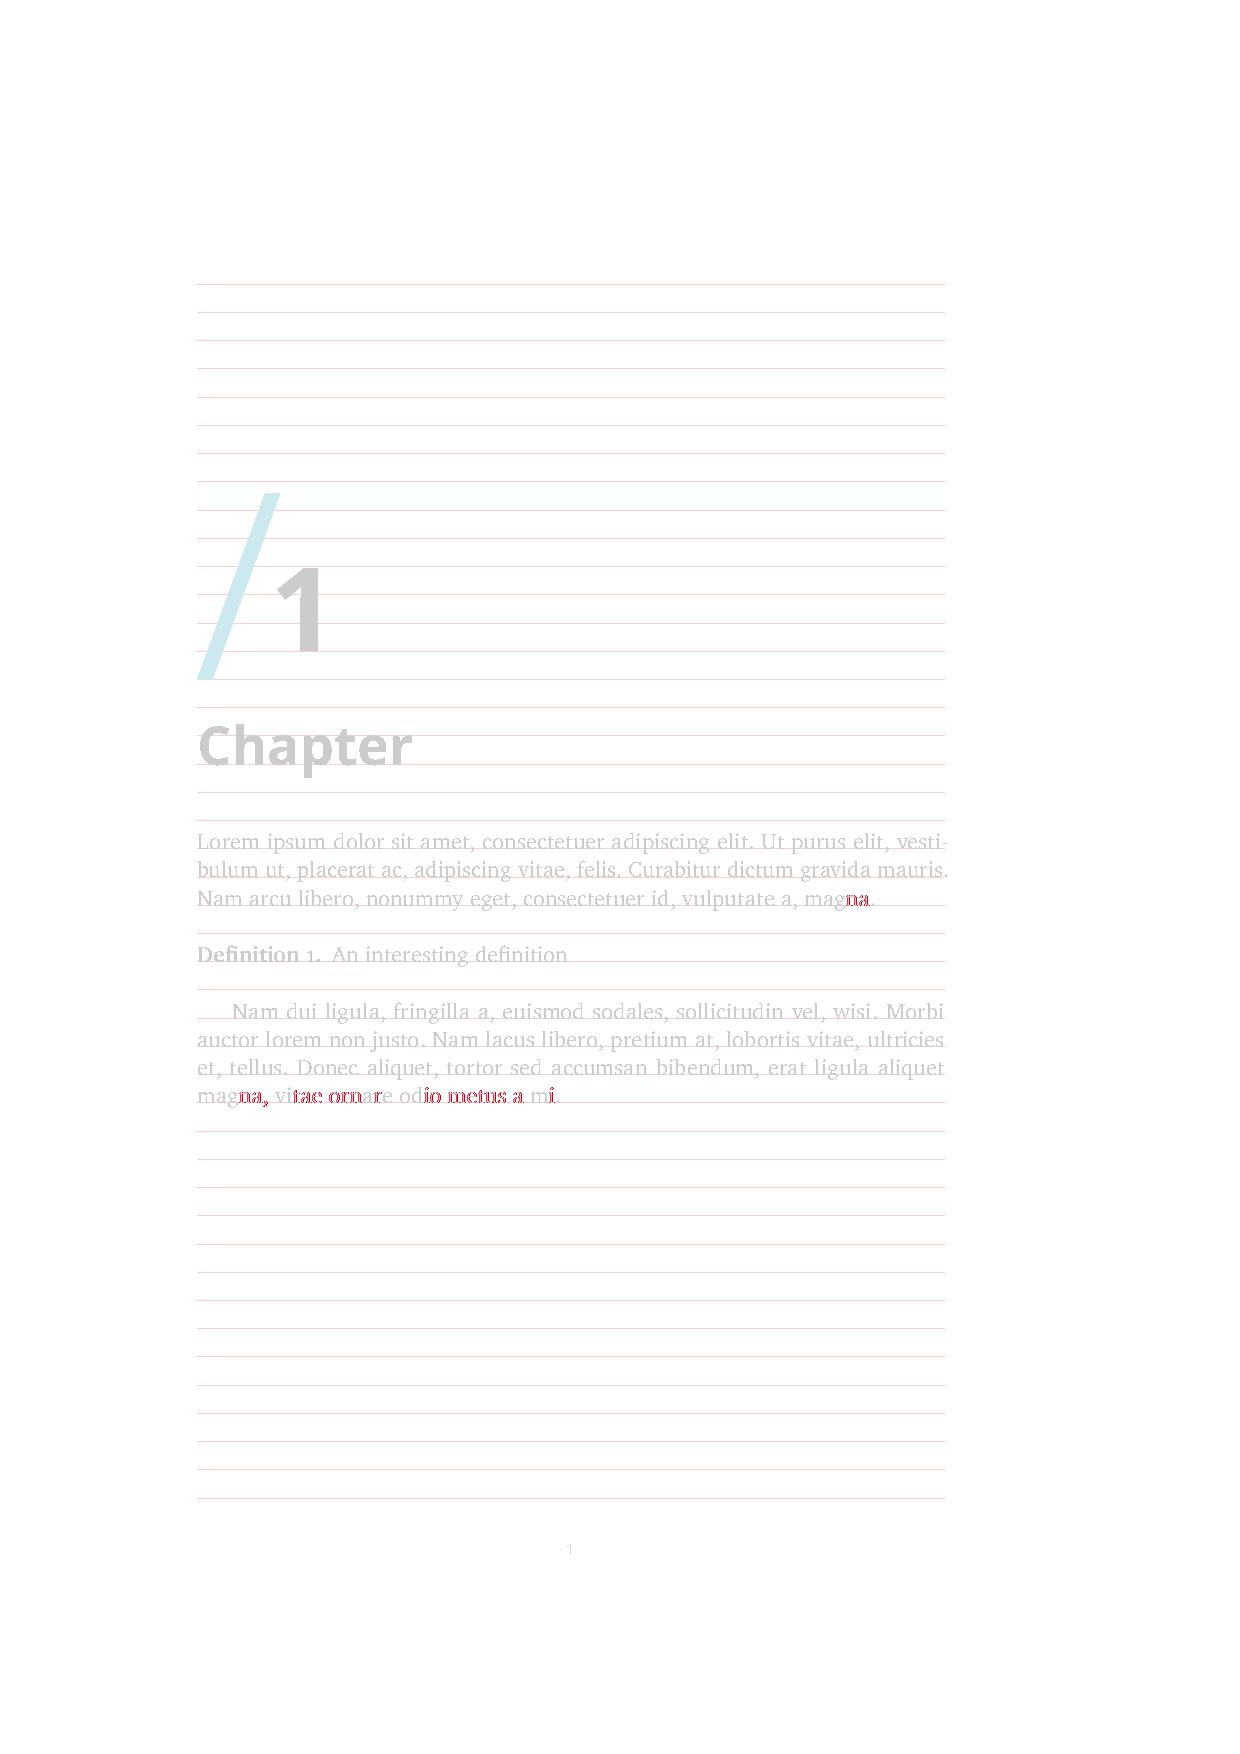 /1
Chapter
Lorem ipsum dolor sit amet, consectetuer adipiscing elit. Ut purus elit, vesti-
bulum ut, placerat ac, adipiscing vitae, felis. Curabitur dictum gravida mauris.
Nam arcu libero, nonummy eget, consectetuer id, vulputate a, magna.
Definition 1. An interesting definition
Nam dui ligula, fringilla a, euismod sodales, sollicitudin vel, wisi. Morbi
auctor lorem non justo. Nam lacus libero, pretium at, lobortis vitae, ultricies
et, tellus. Donec aliquet, tortor sed accumsan bibendum, erat ligula aliquet
magna, vitae ornare odio metus a mi.
1